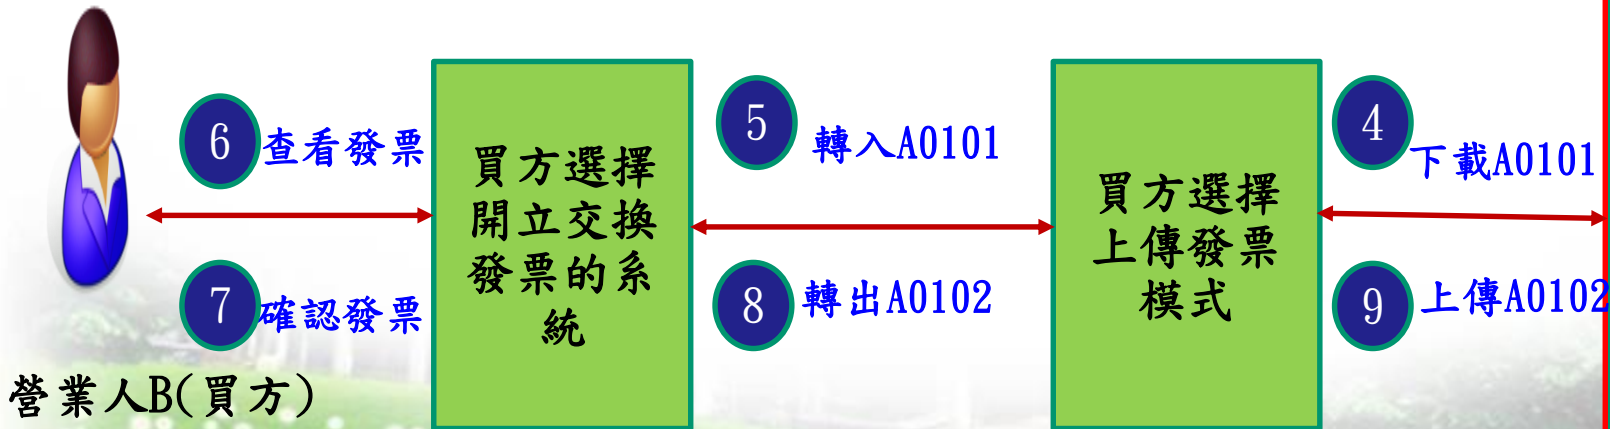 6 查看發票
7 確認發票
營業人B(買方)
買方選擇
開立交換
發票的系
統
5 轉入A0101
8 轉出A0102
買方選擇
上傳發票
模式
4 下載A0101
9 上傳A0102